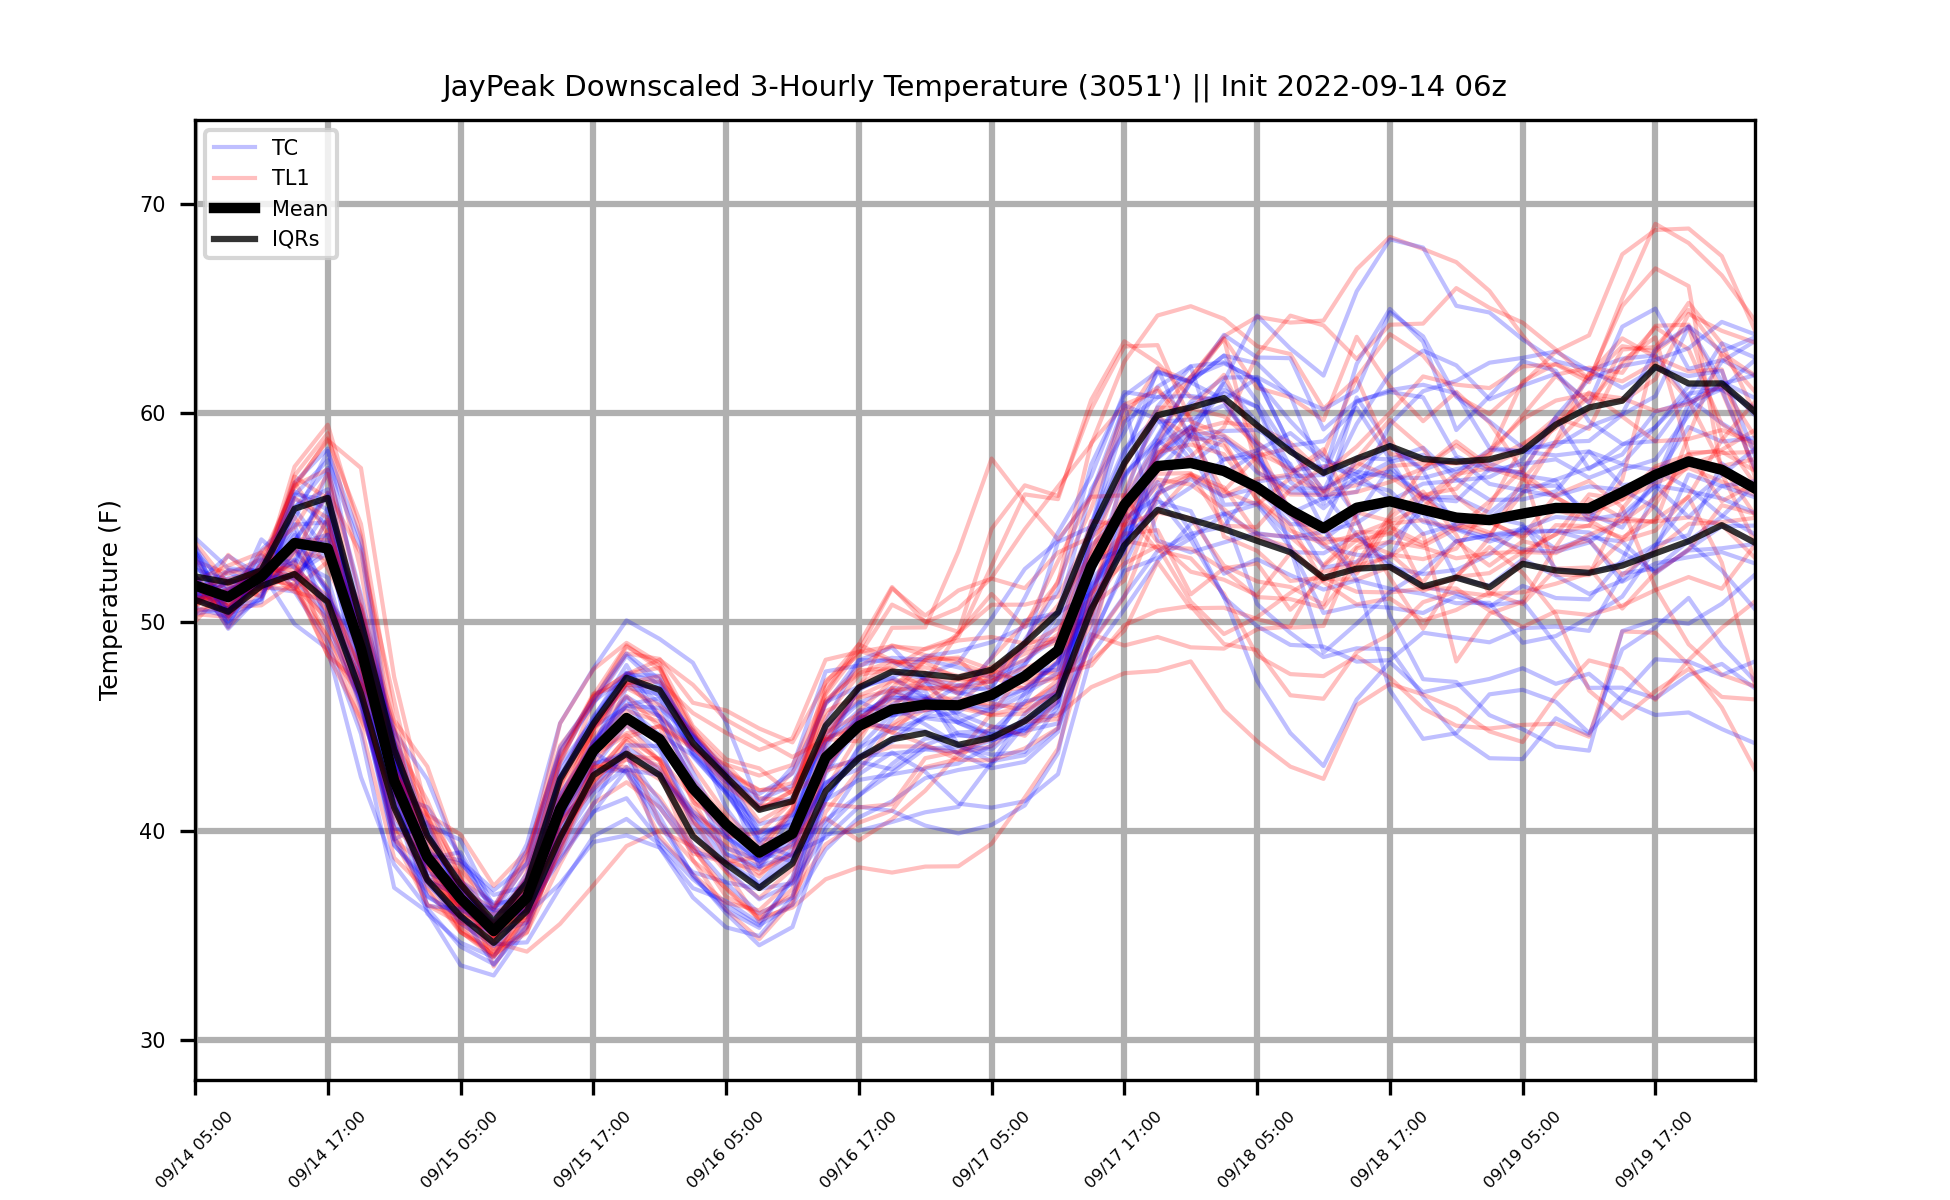 JayPeak Downscaled 3-Hourly Temperature (3051') || Init 2022-09-14 06z
TC
TL1
Mean
IQRs
Temperature (F)
70
60
50
40
30
09/14 05:00
09/14 17:00
09/15 05:00
09/15 17:00
09/16 05:00
09/16 17:00
09/17 05:00
09/17 17:00
09/18 05:00
09/18 17:00
09/19 05:00
09/19 17:00